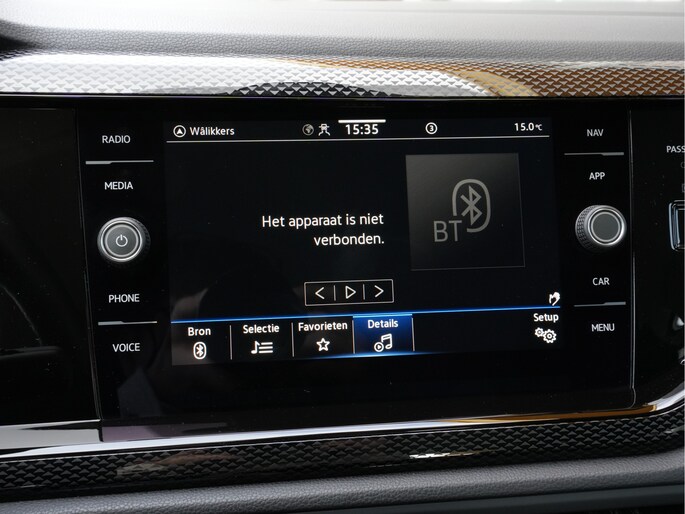 RADIO
MEDIA
PHONE
VOICE
Wâlikkers
15:35
3
15.0 °C
Het apparaat is niet
verbonden.
BT
Bron
Selectie
Favorieten
Details
Setup
NAV
APP
CAR
MENU
PASS